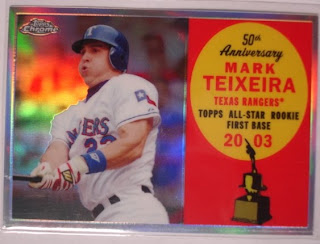 Topps
Chrome
50th
Anniversary
MARK
TEIXEIRA
TEXAS RANGERS®
TOPPS ALL-STAR ROOKIE
FIRST BASE
20 03